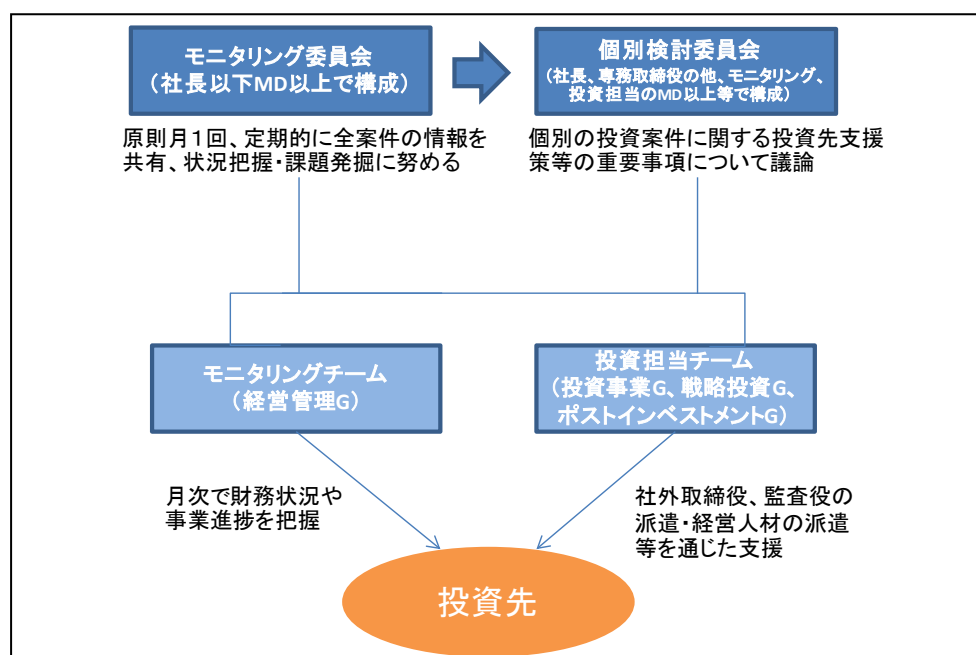 モニタリング委員会
（社長以下MD以上で構成）
原則月１回、定期的に全案件の情報を
共有、状況把握・課題発掘に努める
個別検討委員会
（社長、専務取締役の他、モニタリング、
投資担当のMD以上等で構成）
個別の投資案件に関する投資先支援
策等の重要事項について議論
モニタリングチーム
（経営管理G）
投資担当チーム
（投資事業G、戦略投資G、
ポストインベストメントG）
月次で財務状況や
事業進捗を把握
社外取締役、監査役の
派遣・経営人材の派遣
等を通じた支援
投資先